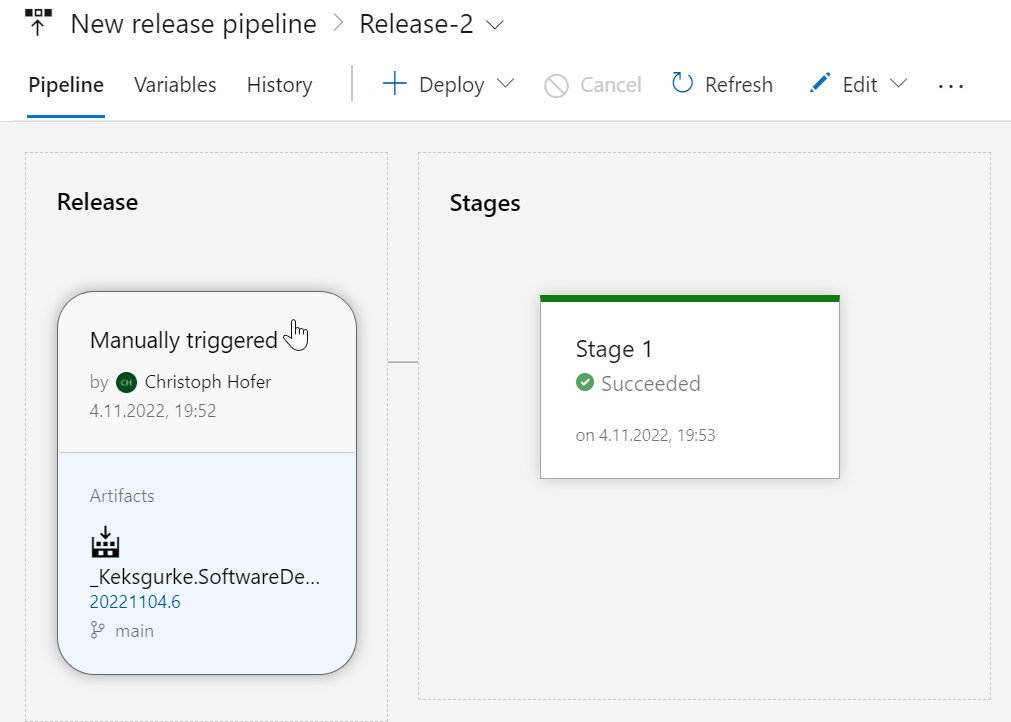 New release pipeline > Release-2
Pipeline Variables History Deploy Cancel Refresh Edit ...
Release
Stages
Manually triggered
by CH Christoph Hofer
4.11.2022, 19:52
Stage 1
Succeeded
on 4.11.2022, 19:53
Artifacts
_Keksgurke.SoftwareDe...
20221104.6
main